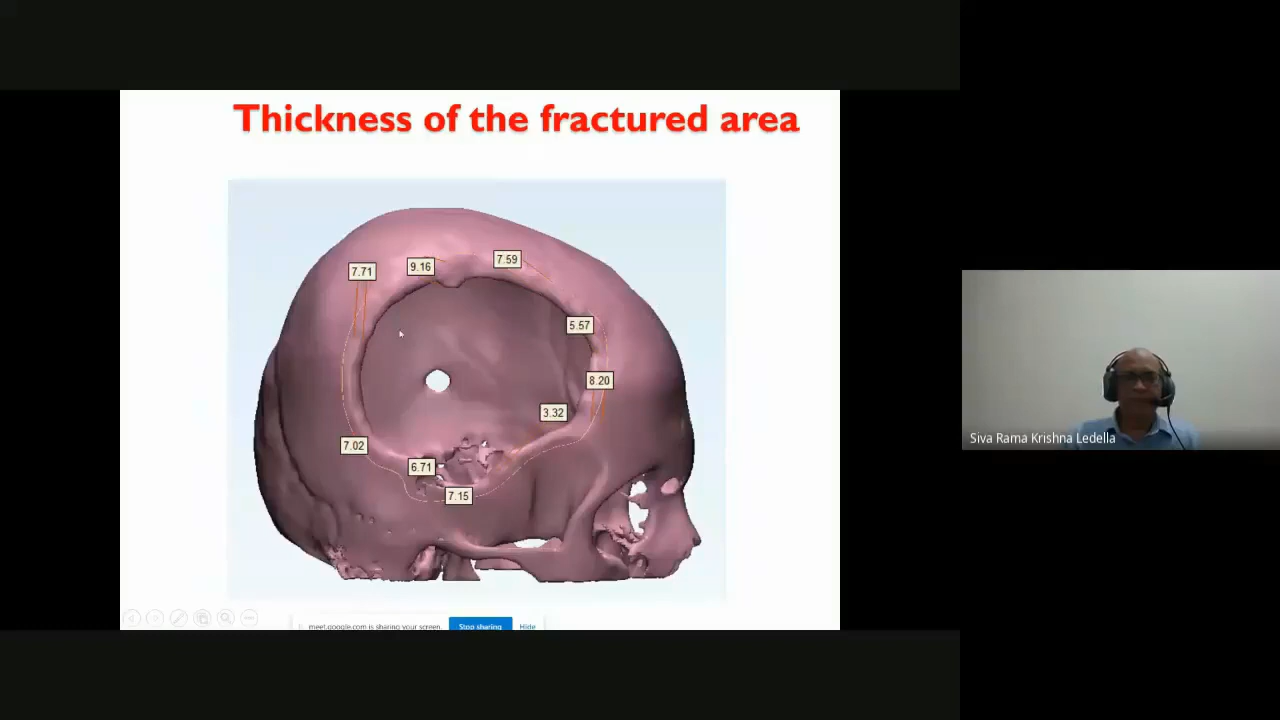 Thickness of the fractured area
7.71
9.16
7.59
5.57
8.20
3.32
7.02
6.71
7.15
Siva Rama Krishna Ledella
meet.google.com is sharing your screen.
Stop sharing
Hide